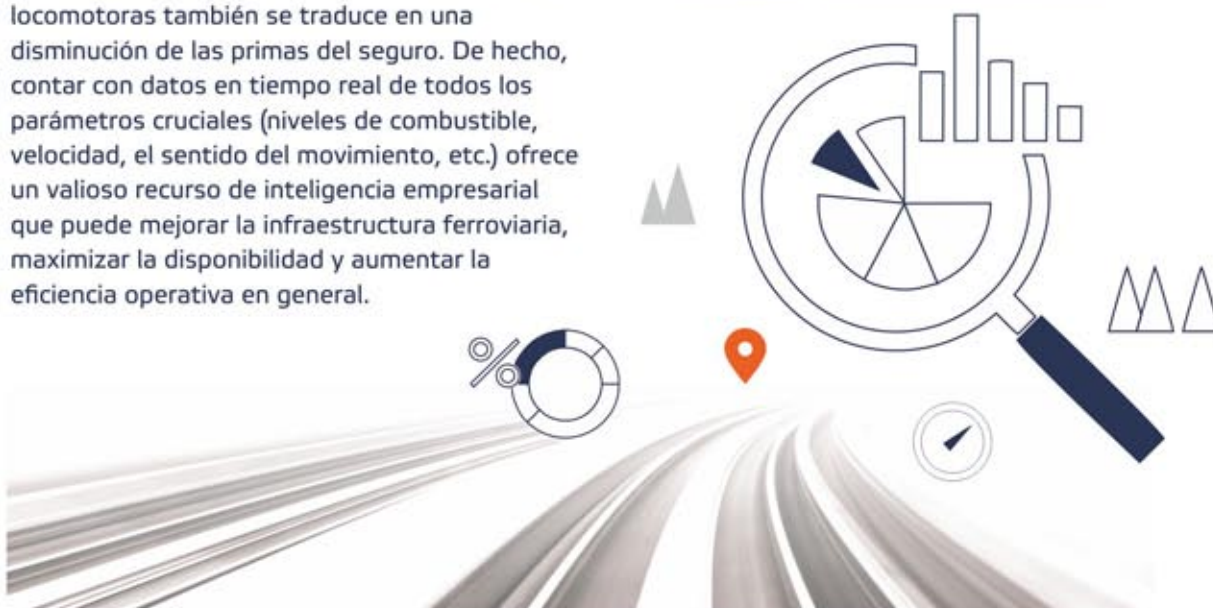 locomotoras también se traduce en una
disminución de las primas del seguro. De hecho,
contar con datos en tiempo real de todos los
parámetros cruciales (niveles de combustible,
velocidad, el sentido del movimiento, etc.) ofrece
un valioso recurso de inteligencia empresarial
que puede mejorar la infraestructura ferroviaria,
maximizar la disponibilidad y aumentar la
eficiencia operativa en general.
%